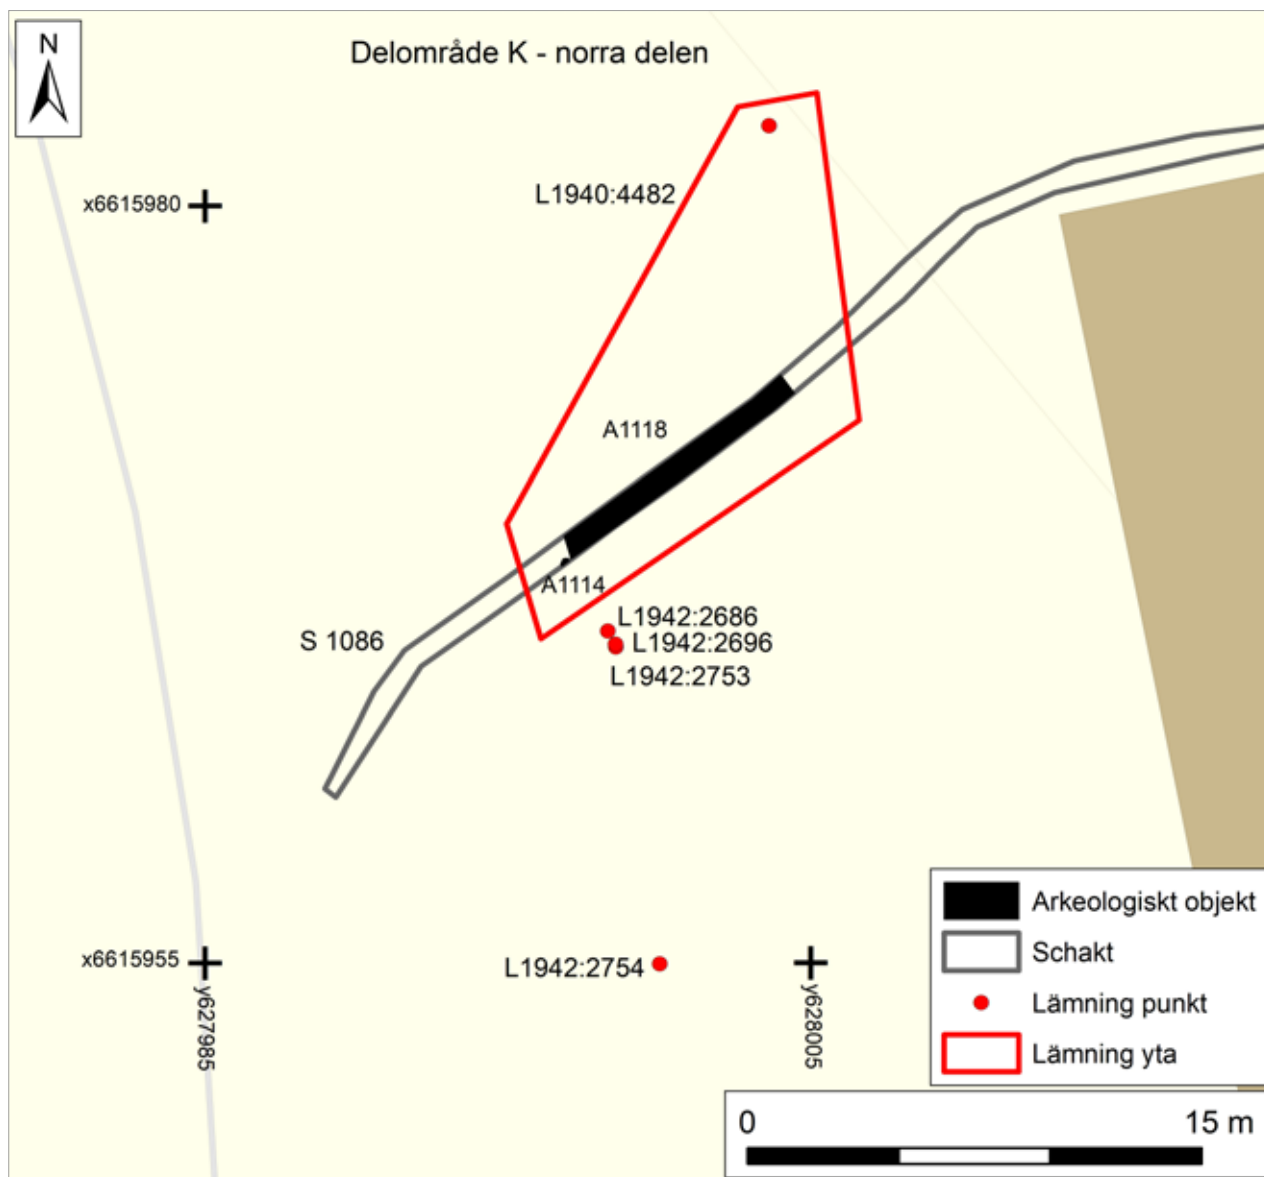 N
Delområde K - norra delen
L1940:4482
x6615980
A1118
A1114
L1942:2686
S 1086
L1942:2696
L1942:2753
x6615955
L1942:2754
y627985
y628005
Arkeologiskt objekt
Schakt
Lämning punkt
Lämning yta
0 15 m